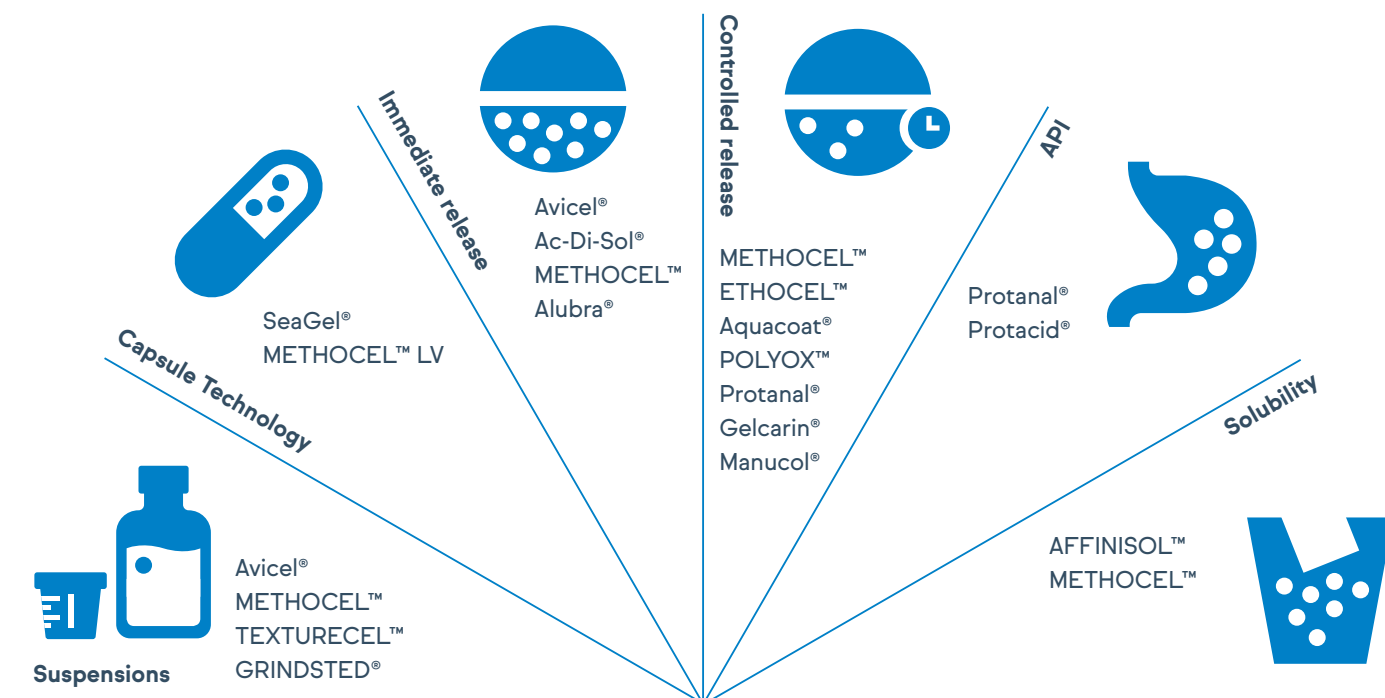 Suspensions
Avicel®
METHOCEL™
TEXTURECEL™
GRINDSTED®
Capsule Technology
SeaGel®
METHOCEL™ LV
Immediate release
Avicel®
Ac-Di-Sol®
METHOCEL™
Alubra®
Controlled release
METHOCEL™
ETHOCEL™
Aquacoat®
POLYOX™
Protanal®
Gelcarin®
Manucol®
API
Protanal®
Protacid®
Solubility
AFFINISOL™
METHOCEL™